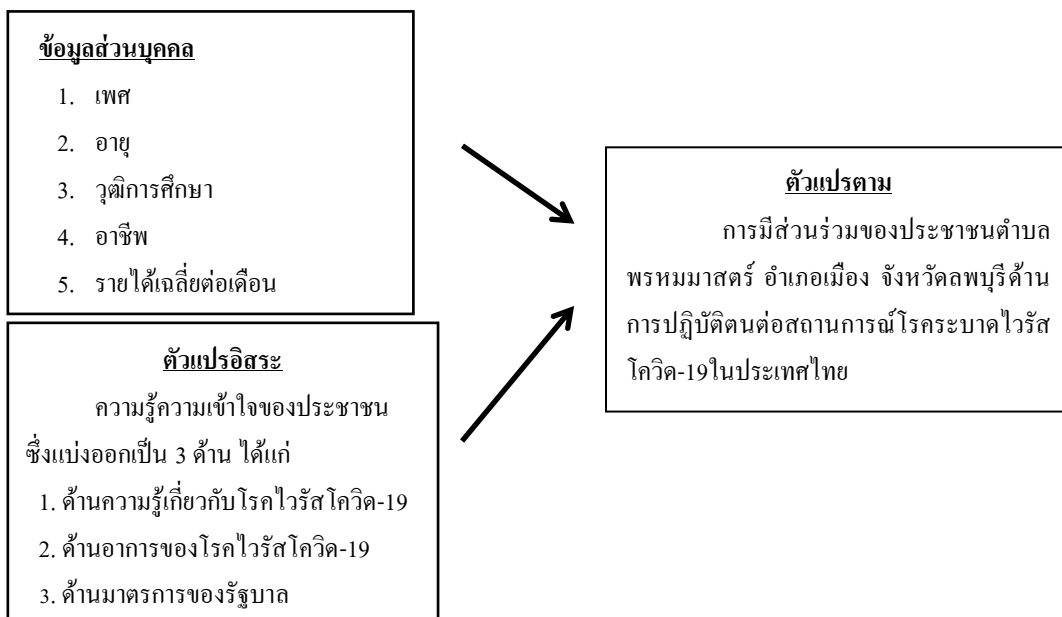 ข้อมูลส่วนบุคคล
1. เพศ
2. อายุ
3. วุฒิการศึกษา
4. อาชีพ
5. รายได้เฉลี่ยต่อเดือน
ตัวแปรอิสระ
ความรู้ความเข้าใจของประชาชน
ซึ่งแบ่งออกเป็น 3 ด้าน ได้แก่
1. ด้านความรู้เกี่ยวกับโรคไวรัสโควิด-19
2. ด้านอาการของโรคไวรัสโควิด-19
3. ด้านมาตรการของรัฐบาล
ตัวแปรตาม
การมีส่วนร่วมของประชาชนตำบล
พรหมมาสตร์ อำเภอเมือง จังหวัดลพบุรีด้าน
การปฏิบัติตนต่อสถานการณ์โรคระบาดไวรัส
โควิด-19ในประเทศไทย